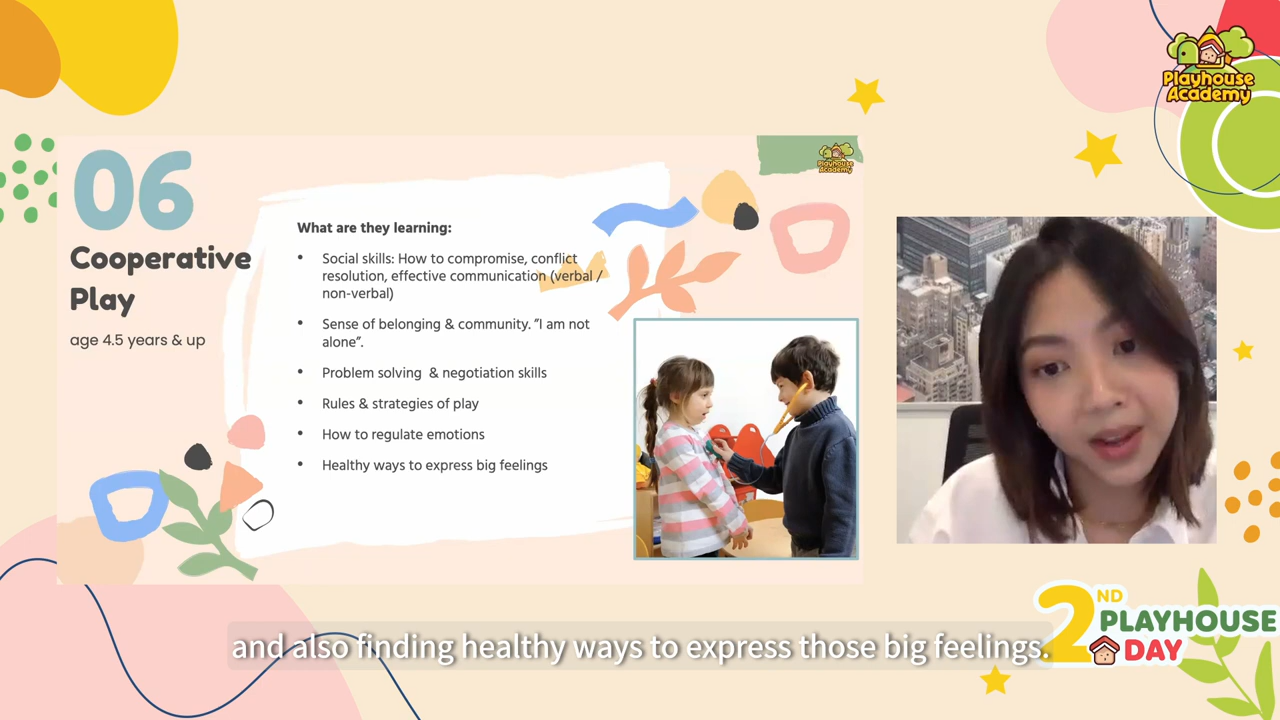 Playhouse
Academy
06
Cooperative
Play
age 4.5 years & up
Playhouse
Academy
What are they learning:
• Social skills: How to compromise, conflict
resolution, effective communication (verbal /
non-verbal)
• Sense of belonging & community. "I am not
alone".
• Problem solving & negotiation skills
• Rules & strategies of play
• How to regulate emotions
• Healthy ways to express big feelings
2ND
PLAYHOUSE
DAY
and also finding healthy ways to express those big feelings.